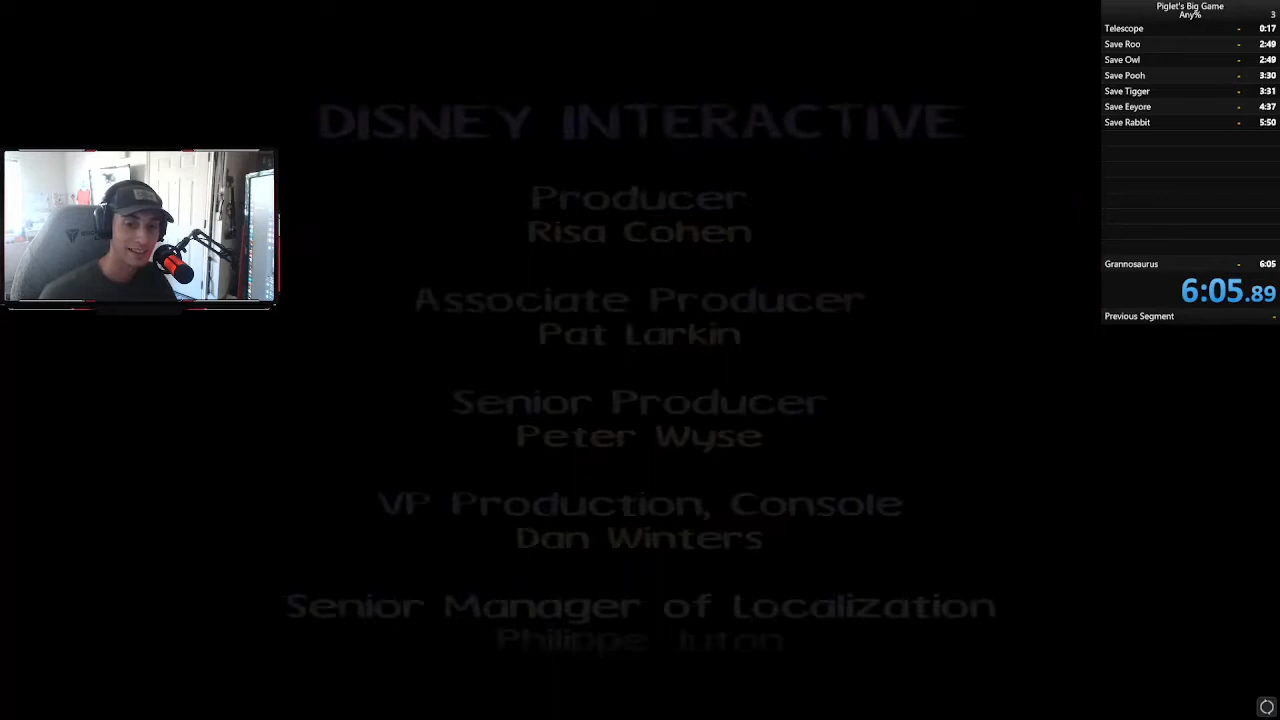 DISNEY INTERACTIVE
Producer
Risa Cohen
Associate Producer
Pat Larkin
Senior Producer
Peter Wyse
VP Production, Console
Dan Winters
Senior Manager of Localization
Philippe Juton
Piglet's Big Game
Any%
3
Telescope - 0:17
Save Roo - 2:49
Save Owl - 2:49
Save Pooh - 3:30
Save Tigger - 3:31
Save Eeyore - 4:37
Save Rabbit - 5:50
Grannosaurus - 6:05
6:05.89
Previous Segment -